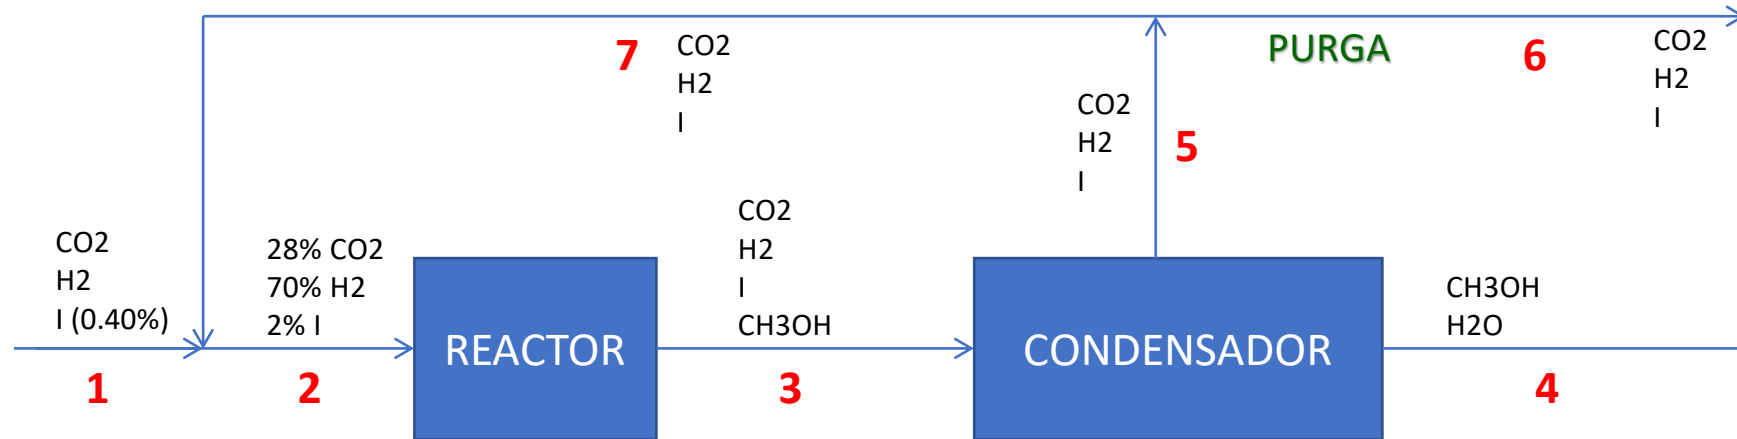 7
CO2
H2
I
PURGA
6
CO2
H2
I
CO2
H2
I
5
CO2
H2
I (0.40%)
1
28% CO2
70% H2
2% I
2
REACTOR
CO2
H2
I
CH3OH
3
CONDENSADOR
CH3OH
H2O
4